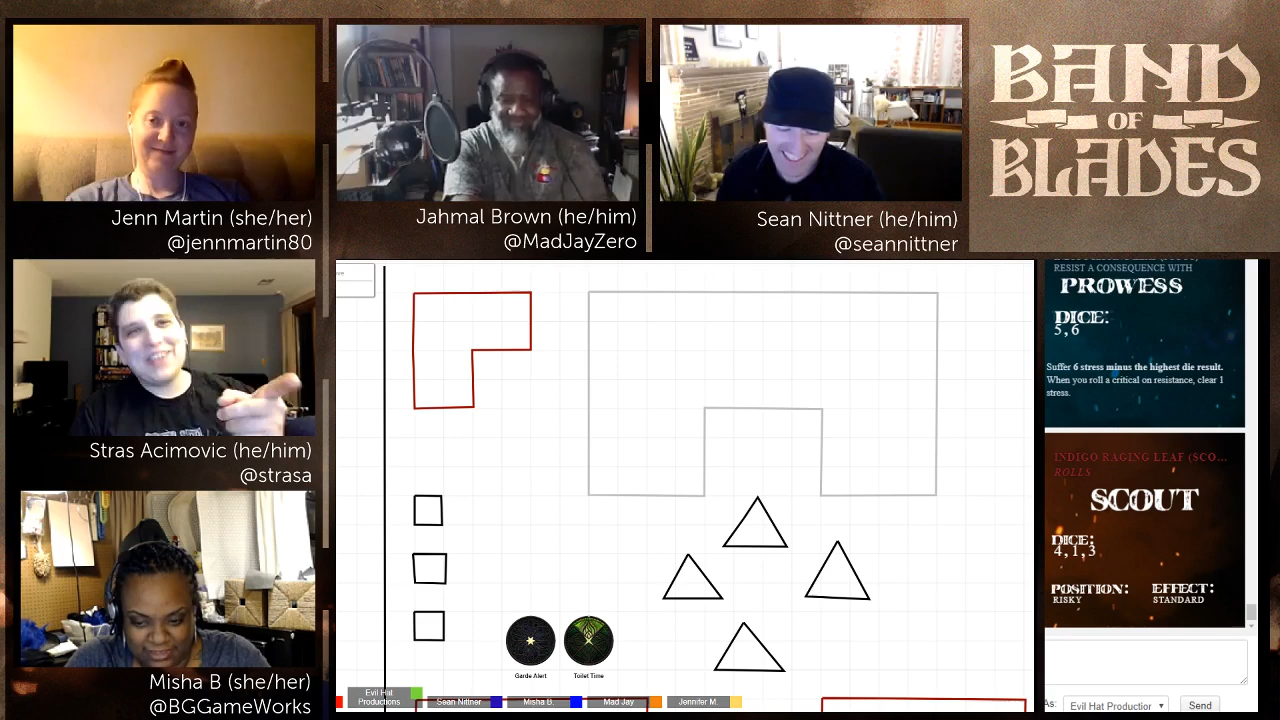 Jenn Martin (she/her)
@jennmartin80
Jahmal Brown (he/him)
@MadJayZero
Sean Nittner (he/him)
@seannittner
BAND
OF
BLADES
Stras Acimovic (he/him)
@strasa
Misha B (she/her)
@BGGameWorks
Garde Alert
Toilet Time
Evil Hat
Productions
Sean Nittner
Misha B.
Mad Jay
Jennifer M.
RESIST A CONSEQUENCE WITH
PROWESS
DICE:
5,6
Suffer 6 stress minus the highest die result.
When you roll a critical on resistance, clear 1
stress.
INDIGO RAGING LEAF (SCO...
ROLLS
SCOUT
DICE:
4,1,3
POSITION: EFFECT:
RISKY STANDARD
As: Evil Hat Productior Send